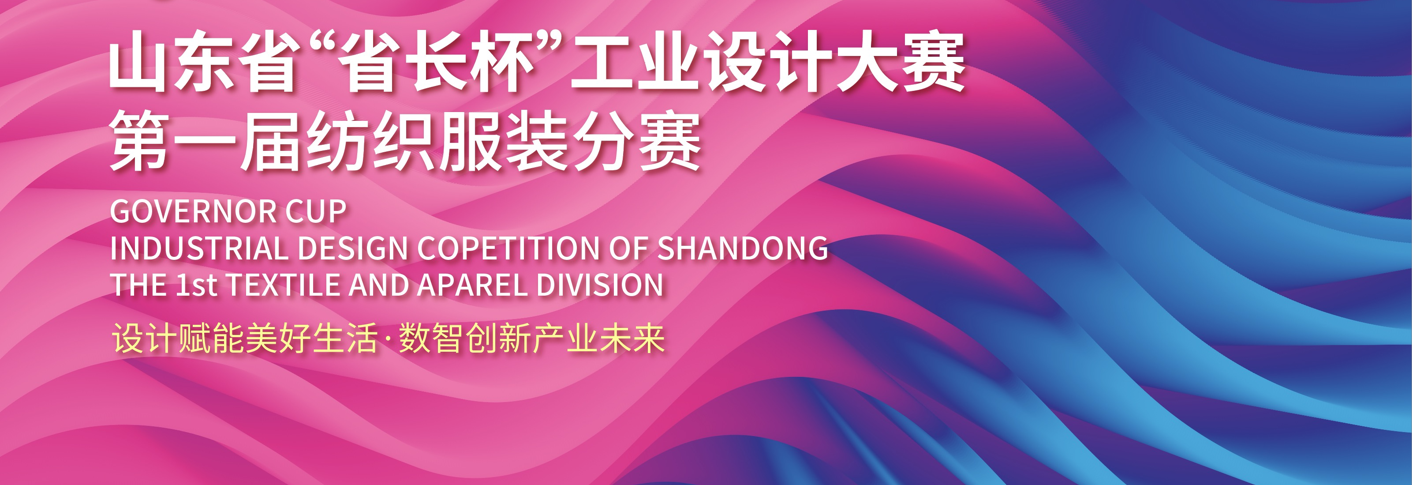 山东省“省长杯”工业设计大赛
第一届纺织服装分赛
GOVERNOR CUP
INDUSTRIAL DESIGN COPETITION OF SHANDONG
THE 1st TEXTILE AND APAREL DIVISION
设计赋能美好生活·数智创新产业未来